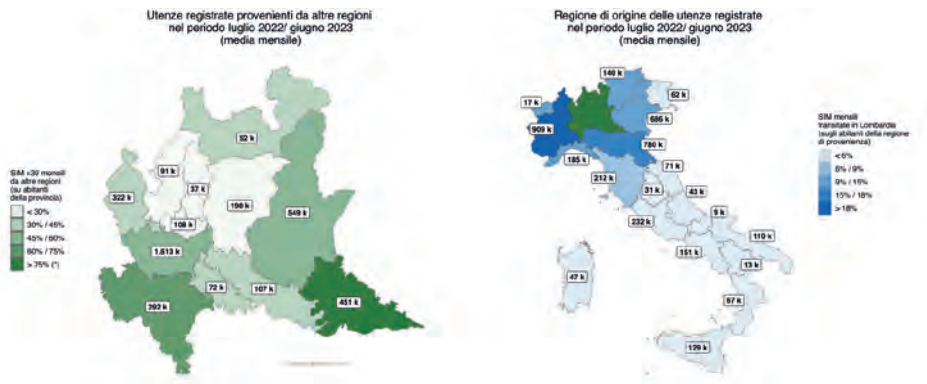 Utenze registrate provenienti da altre regioni
nel periodo luglio 2022/ giugno 2023
(media mensile)
52 k
91 k
37 k
322 k
198 k
549 k
108 k
1.513 k
72 k
107 k
292 k
451 k
SIM <30 mensili
da altre regioni
(su abitanti
della provincia)
< 30%
30% / 45%
45% / 60%
60% / 75%
> 75% (*)
Regione di origine delle utenze registrate
nel periodo luglio 2022/ giugno 2023
(media mensile)
140 k
62 k
17 k
686 k
909 k
780 k
185 k
71 k
212 k
31 k
43 k
232 k
9 k
110 k
151 k
13 k
47 k
57 k
129 k
SIM mensili
transitate in Lombardia
(sugli abitanti della regione
di provenienza)
< 6%
6% / 9%
9% / 15%
15% / 18%
> 18%